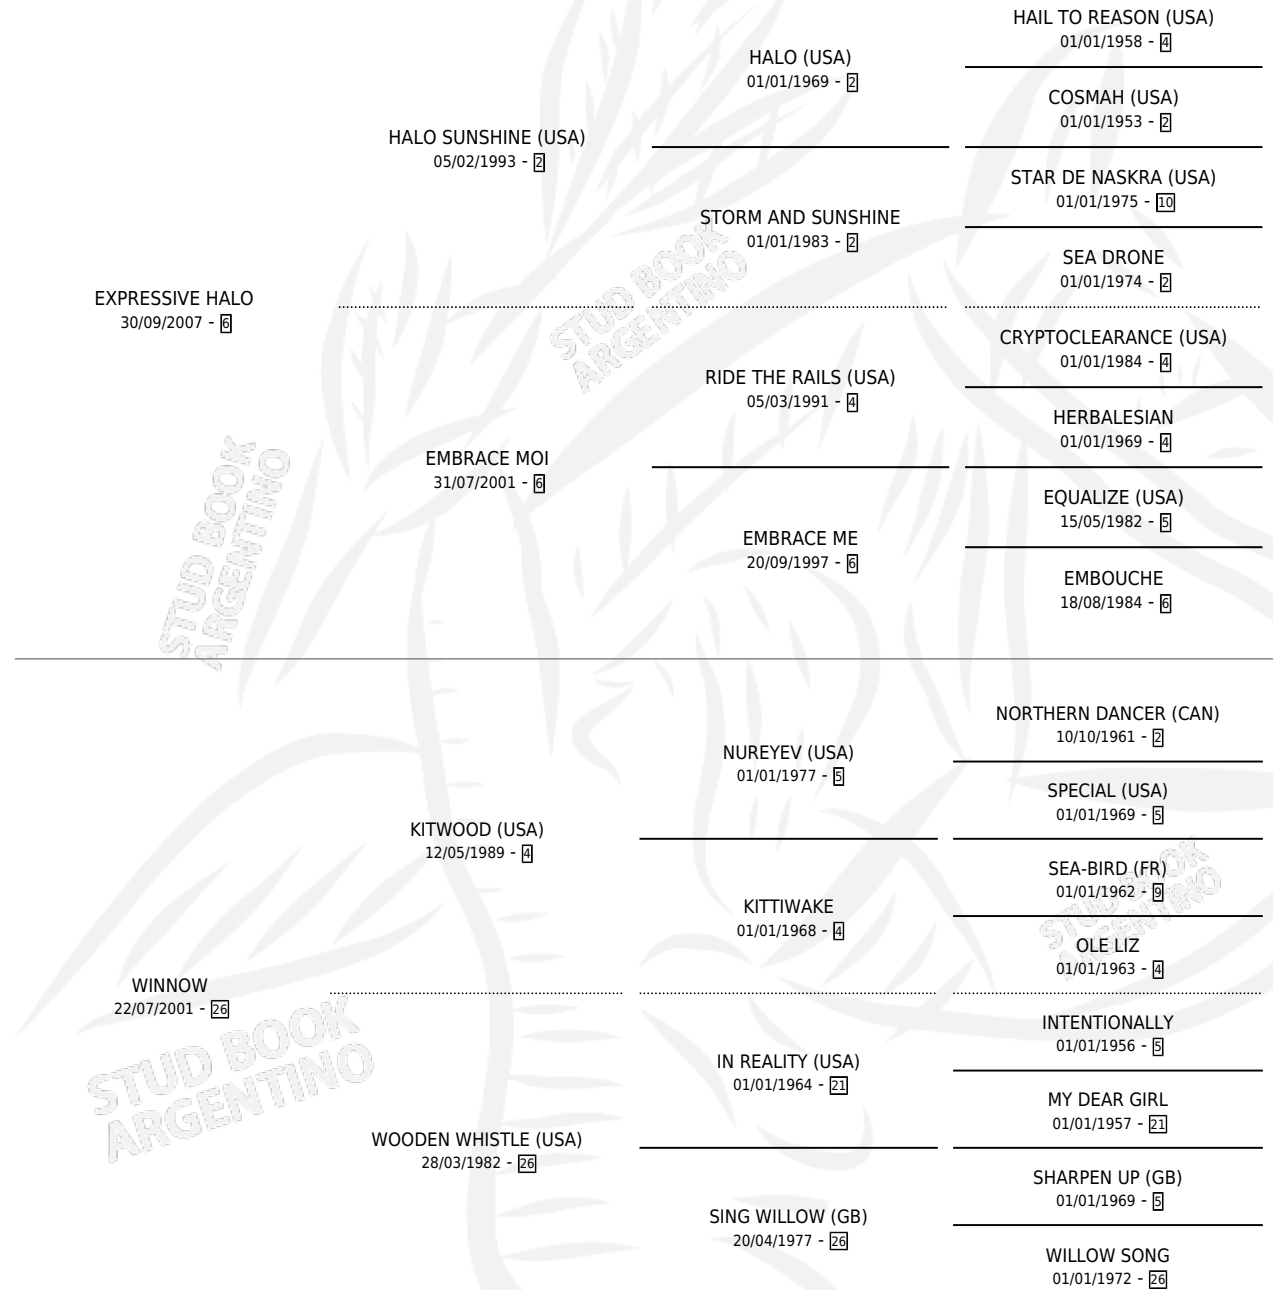 HAIL TO REASON (USA)
01/01/1958 - 4
HALO (USA)
01/01/1969 - 2
COSMAH (USA)
01/01/1953 - 2
HALO SUNSHINE (USA)
05/02/1993 - 2
STAR DE NASKRA (USA)
01/01/1975 - 10
STORM AND SUNSHINE
01/01/1983 - 2
SEA DRONE
01/01/1974 - 2
EXPRESSIVE HALO
30/09/2007 - 6
STUD BOOK
ARGENTINO
CRYPTOCLEARANCE (USA)
01/01/1984 - 4
RIDE THE RAILS (USA)
05/03/1991 - 4
HERBALESIAN
01/01/1969 - 4
EMBRACE MOI
31/07/2001 - 6
EQUALIZE (USA)
15/05/1982 - 5
EMBRACE ME
20/09/1997 - 6
EMBOUCHE
18/08/1984 - 6
STUD BOOK
ARGENTINO
NORTHERN DANCER (CAN)
10/10/1961 - 2
NUREYEV (USA)
01/01/1977 - 5
SPECIAL (USA)
01/01/1969 - 5
KITWOOD (USA)
12/05/1989 - 4
SEA-BIRD (FR)
01/01/1962 - 9
KITTIWAKE
01/01/1968 - 4
OLE LIZ
01/01/1963 - 4
STUD BOOK
ARGENTINO
WINNOW
22/07/2001 - 26
INTENTIONALLY
01/01/1956 - 5
IN REALITY (USA)
01/01/1964 - 21
MY DEAR GIRL
01/01/1957 - 21
STUD BOOK
ARGENTINO
WOODEN WHISTLE (USA)
28/03/1982 - 26
SHARPEN UP (GB)
01/01/1969 - 5
SING WILLOW (GB)
20/04/1977 - 26
WILLOW SONG
01/01/1972 - 26